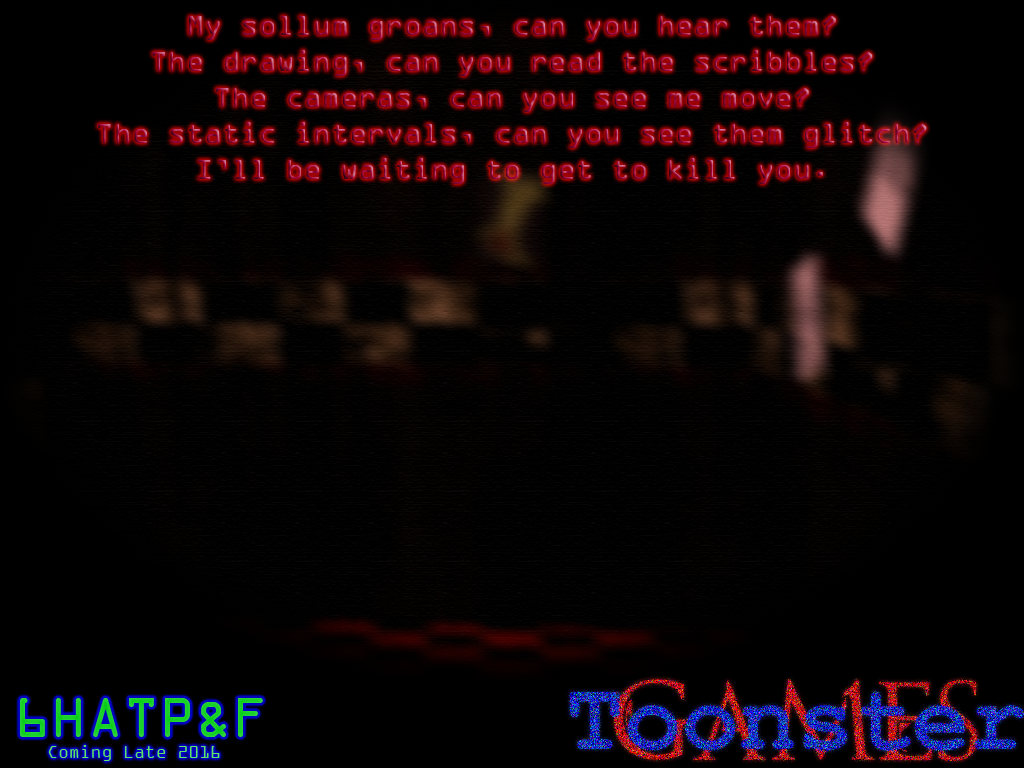 My sollum groans, can you hear them?
The drawing, can you read the scribbles?
The cameras, can you see me move?
The static intervals, can you see them glitch?
I'll be waiting to get to kill you.
6HATP&F
Coming Late 2016
Toonster
GAMES